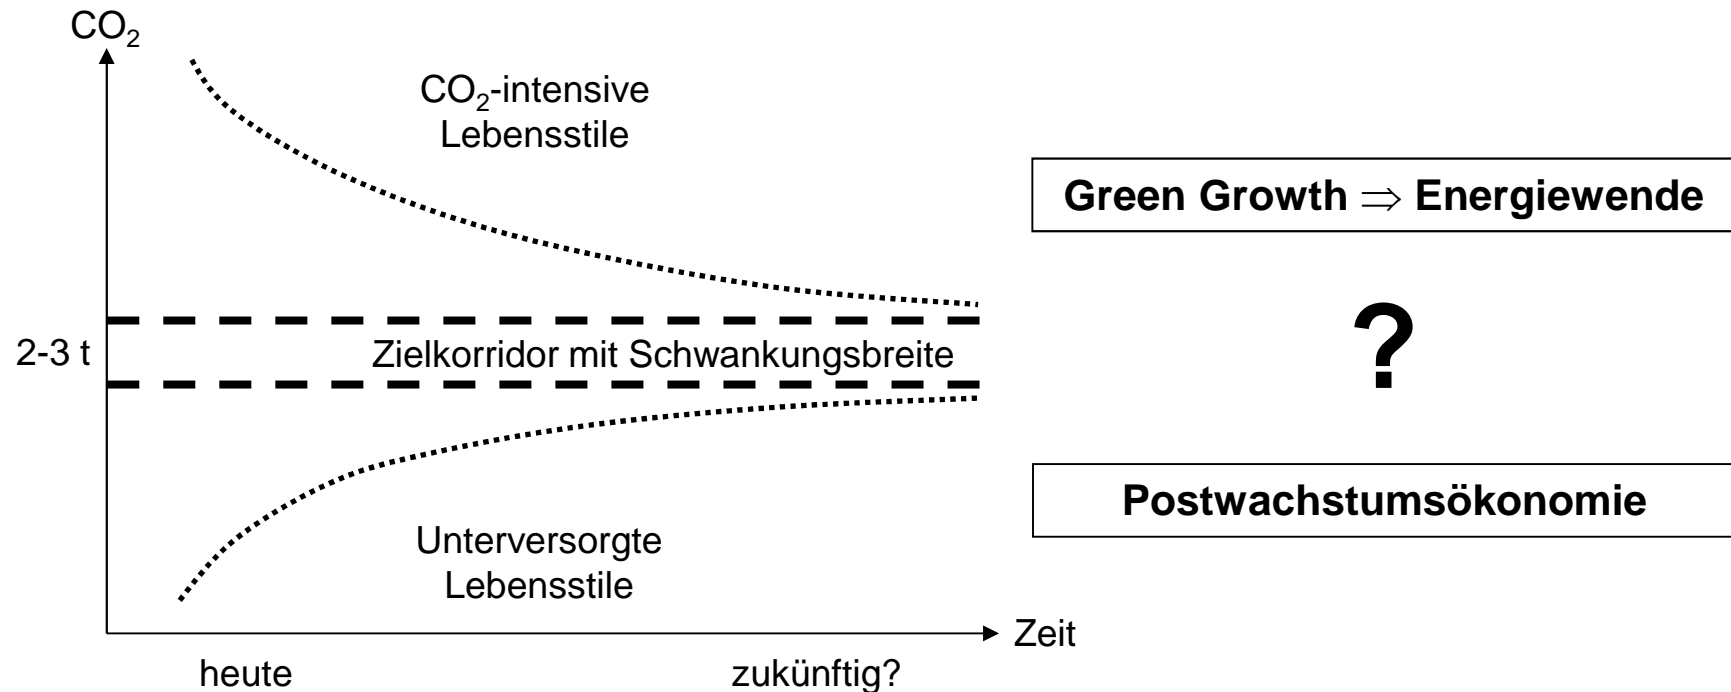 CO₂
CO₂-intensive
Lebensstile
Green Growth ⇒ Energiewende
2-3 t
Zielkorridor mit Schwankungsbreite
?
Postwachstumsökonomie
Unterversorgte
Lebensstile
Zeit
heute
zukünftig?